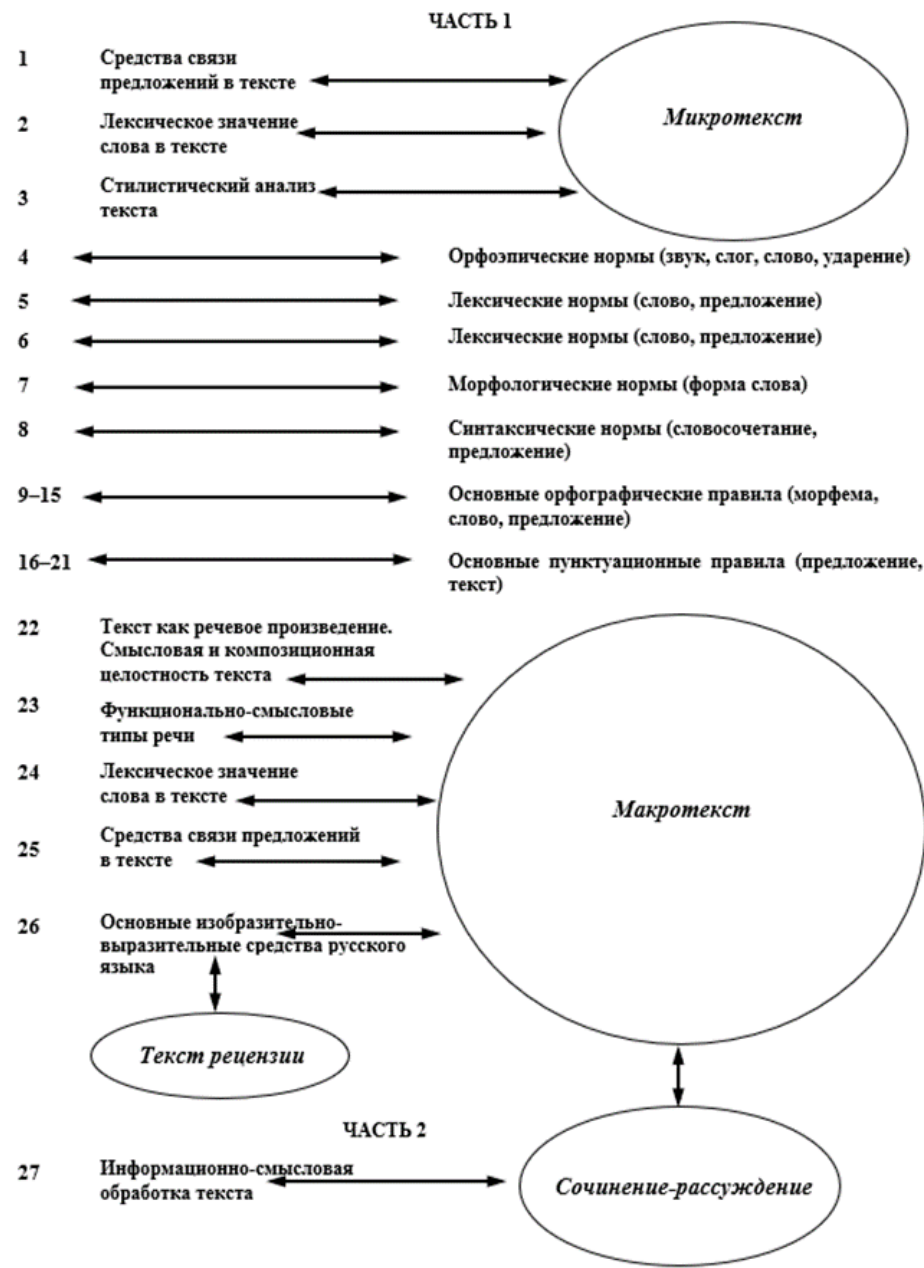 ЧАСТЬ 1
1 Средства связи
предложений в тексте
Микротекст
2 Лексическое значение
слова в тексте
3 Стилистический анализ
текста
4 Орфоэпические нормы (звук, слог, слово, ударение)
5 Лексические нормы (слово, предложение)
6 Лексические нормы (слово, предложение)
7 Морфологические нормы (форма слова)
8 Синтаксические нормы (словосочетание,
предложение)
9–15 Основные орфографические правила (морфема,
слово, предложение)
16–21 Основные пунктуационные правила (предложение,
текст)
22 Текст как речевое произведение.
Смысловая и композиционная
целостность текста
23 Функционально-смысловые
типы речи
24 Лексическое значение
слова в тексте
Макротекст
25 Средства связи предложений
в тексте
26 Основные изобразительно-
выразительные средства русского
языка
Текст рецензии
ЧАСТЬ 2
27 Информационно-смысловая
обработка текста
Сочинение-рассуждение